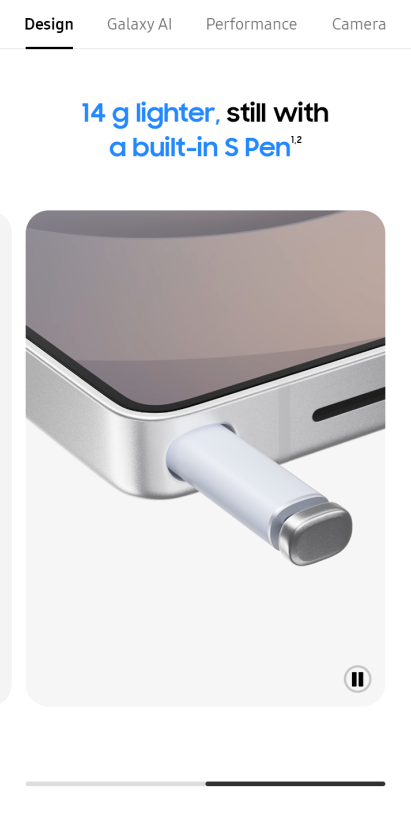 Design Galaxy AI Performance Camera
14 g lighter, still with
a built-in S Pen1,2